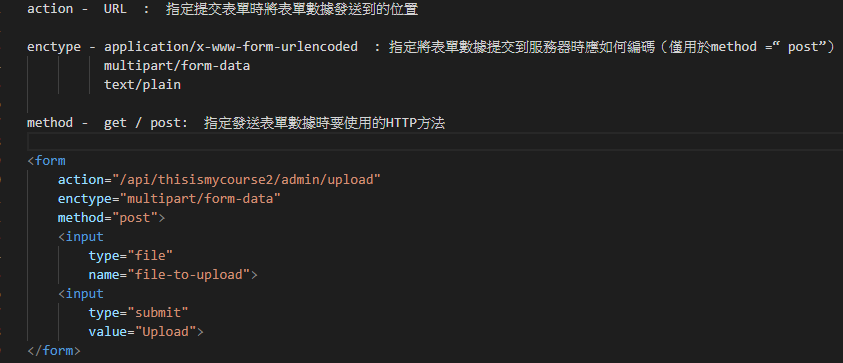 action -  URL  :  指定提交表單時將表單數據發送到的位置
enctype - application/x-www-form-urlencoded  : 指定將表單數據提交到服務器時應如何編碼（僅用於method =“ post”）
multipart/form-data
text/plain
method -  get / post:  指定發送表單數據時要使用的HTTP方法
<form
action="/api/thisismycourse2/admin/upload"
enctype="multipart/form-data"
method="post">
<input
type="file"
name="file-to-upload">
<input
type="submit"
value="Upload">
</form>